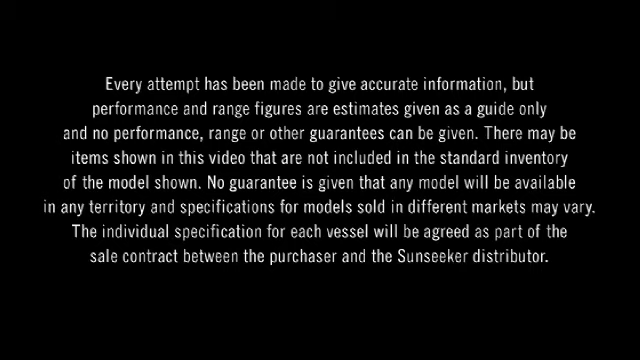 Every attempt has been made to give accurate information, but
performance and range figures are estimates given as a guide only
and no performance, range or other guarantees can be given. There may be
items shown in this video that are not included in the standard inventory
of the model shown. No guarantee is given that any model will be available
in any territory and specifications for models sold in different markets may vary.
The individual specification for each vessel will be agreed as part of the
sale contract between the purchaser and the Sunseeker distributor.